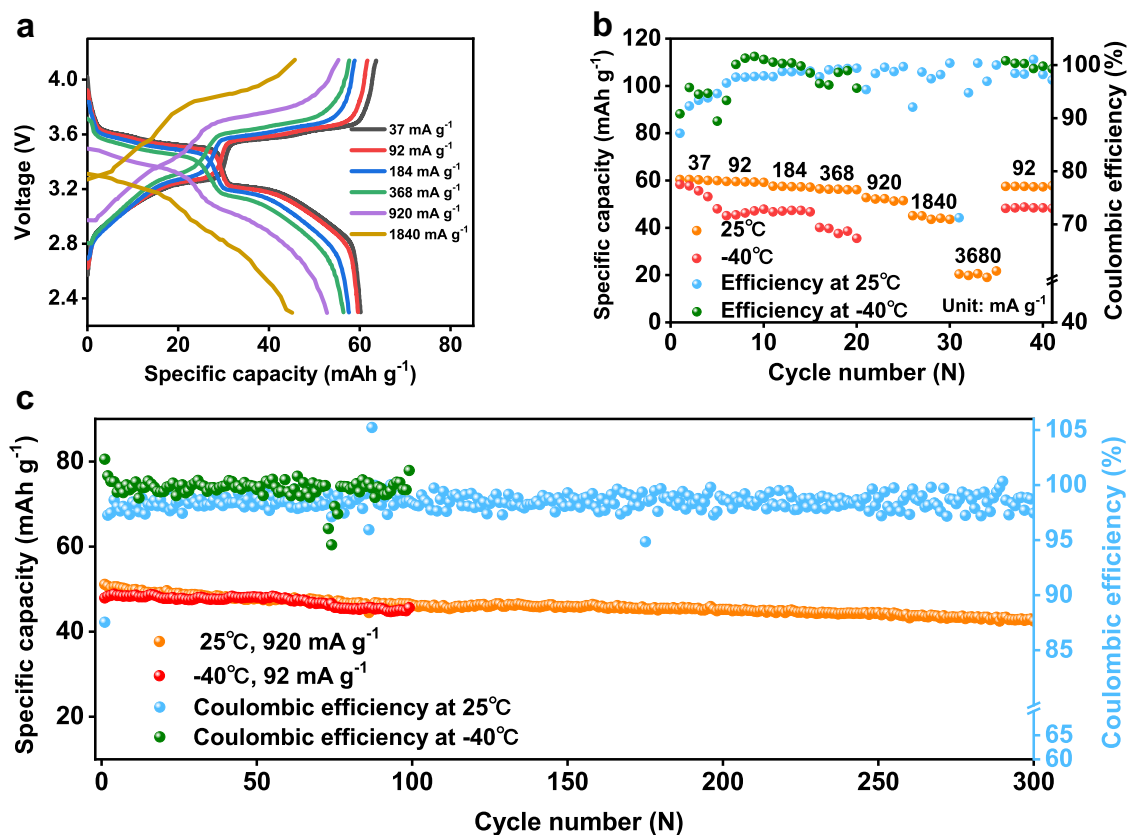 a
Voltage (V)
4.0
3.6
3.2
2.8
2.4
37 mA g⁻¹
92 mA g⁻¹
184 mA g⁻¹
368 mA g⁻¹
920 mA g⁻¹
1840 mA g⁻¹
0 20 40 60 80
Specific capacity (mAh g⁻¹)
b
Specific capacity (mAh g⁻¹)
120
100
80
60
40
20
0
37 92 184 368 920 1840 3680 92
25℃
-40℃
Efficiency at 25℃
Efficiency at -40℃
Unit: mA g⁻¹
100
90
80
70
40
Coulombic efficiency (%)
0 10 20 30 40
Cycle number (N)
c
Specific capacity (mAh g⁻¹)
80
60
40
20
25℃, 920 mA g⁻¹
-40℃, 92 mA g⁻¹
Coulombic efficiency at 25℃
Coulombic efficiency at -40℃
105
100
95
90
85
65
60
Coulombic efficiency (%)
0 50 100 150 200 250 300
Cycle number (N)